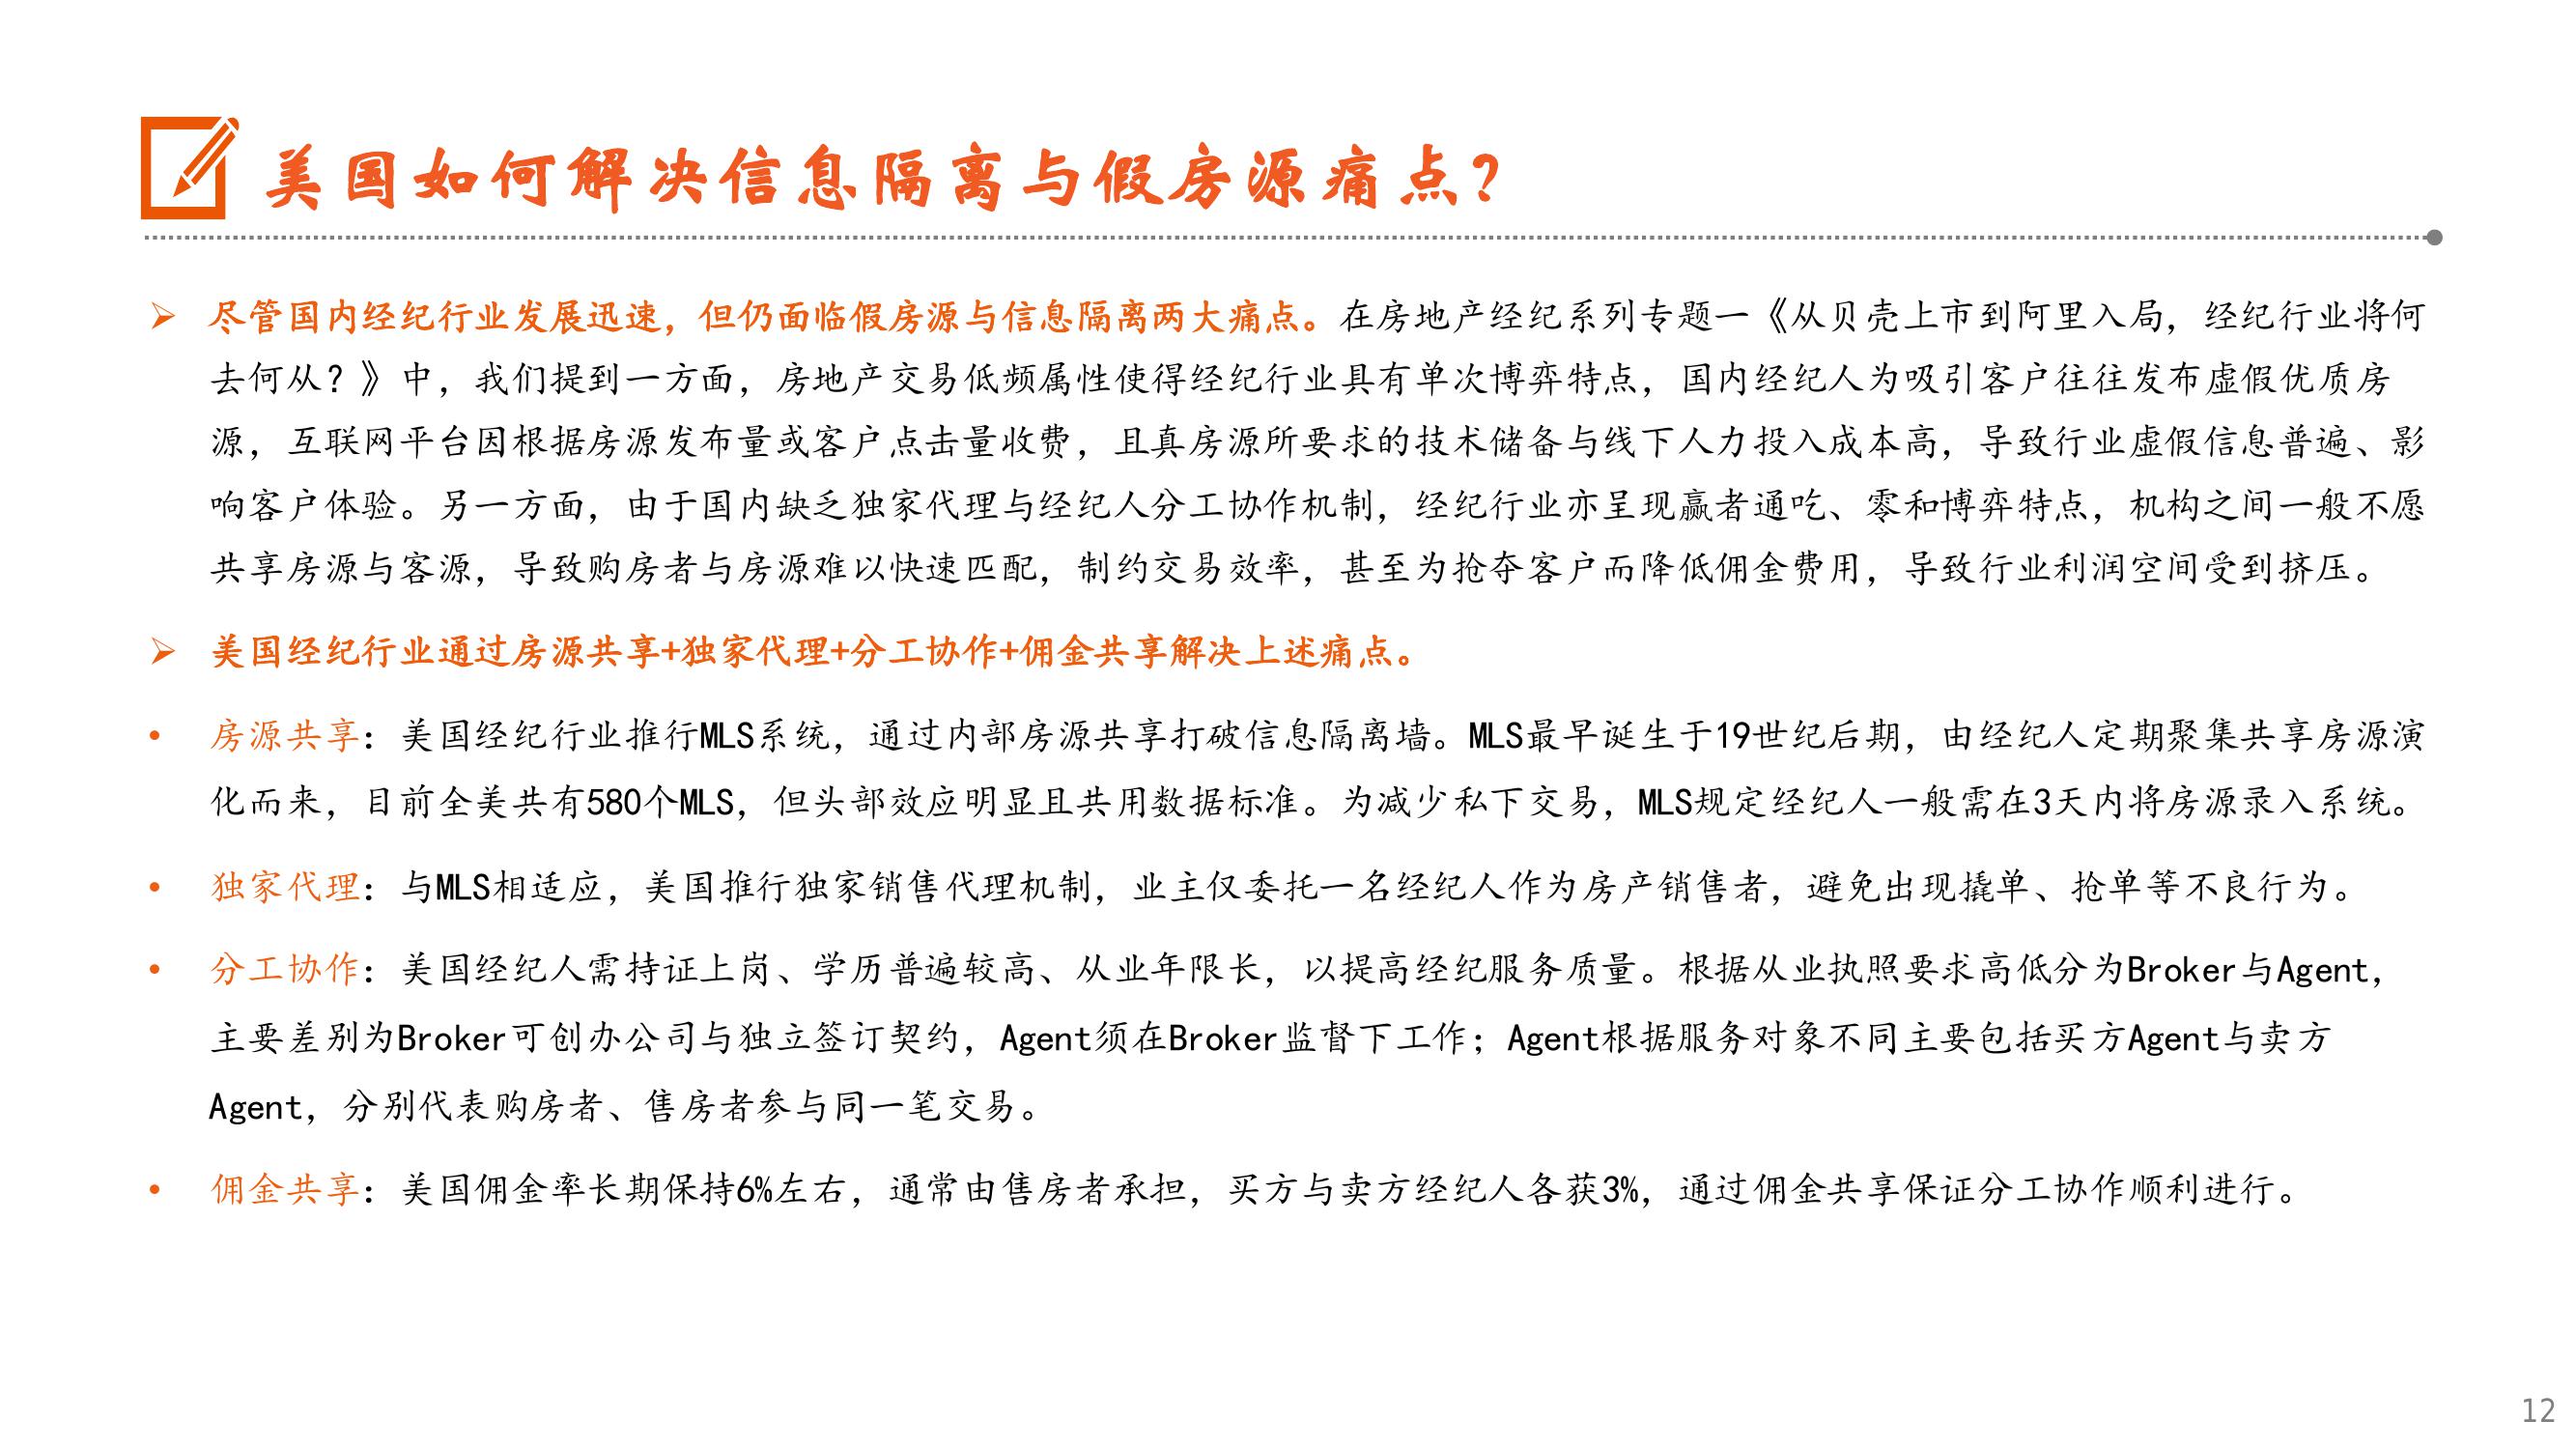 美国如何解决信息隔离与假房源痛点？
尽管国内经纪行业发展迅速，但仍面临假房源与信息隔离两大痛点。在房地产经纪系列专题一《从贝壳上市到阿里入局，经纪行业将何
去何从？》中，我们提到一方面，房地产交易低频属性使得经纪行业具有单次博弈特点，国内经纪人为吸引客户往往发布虚假优质房
源，互联网平台因根据房源发布量或客户点击量收费，且真房源所要求的技术储备与线下人力投入成本高，导致行业虚假信息普遍、影
响客户体验。另一方面，由于国内缺乏独家代理与经纪人分工协作机制，经纪行业亦呈现赢者通吃、零和博弈特点，机构之间一般不愿
共享房源与客源，导致购房者与房源难以快速匹配，制约交易效率，甚至为抢夺客户而降低佣金费用，导致行业利润空间受到挤压。
美国经纪行业通过房源共享+独家代理+分工协作+佣金共享解决上述痛点。
房源共享：美国经纪行业推行MLS系统，通过内部房源共享打破信息隔离墙。MLS最早诞生于19世纪后期，由经纪人定期聚集共享房源演
化而来，目前全美共有580个MLS，但头部效应明显且共用数据标准。为减少私下交易，MLS规定经纪人一般需在3天内将房源录入系统。
独家代理：与MLS相适应，美国推行独家销售代理机制，业主仅委托一名经纪人作为房产销售者，避免出现撬单、抢单等不良行为。
分工协作：美国经纪人需持证上岗、学历普遍较高、从业年限长，以提高经纪服务质量。根据从业执照要求高低分为Broker与Agent，
主要差别为Broker可创办公司与独立签订契约，Agent须在Broker监督下工作；Agent根据服务对象不同主要包括买方Agent与卖方
Agent，分别代表购房者、售房者参与同一笔交易。
佣金共享：美国佣金率长期保持6%左右，通常由售房者承担，买方与卖方经纪人各获3%，通过佣金共享保证分工协作顺利进行。
12